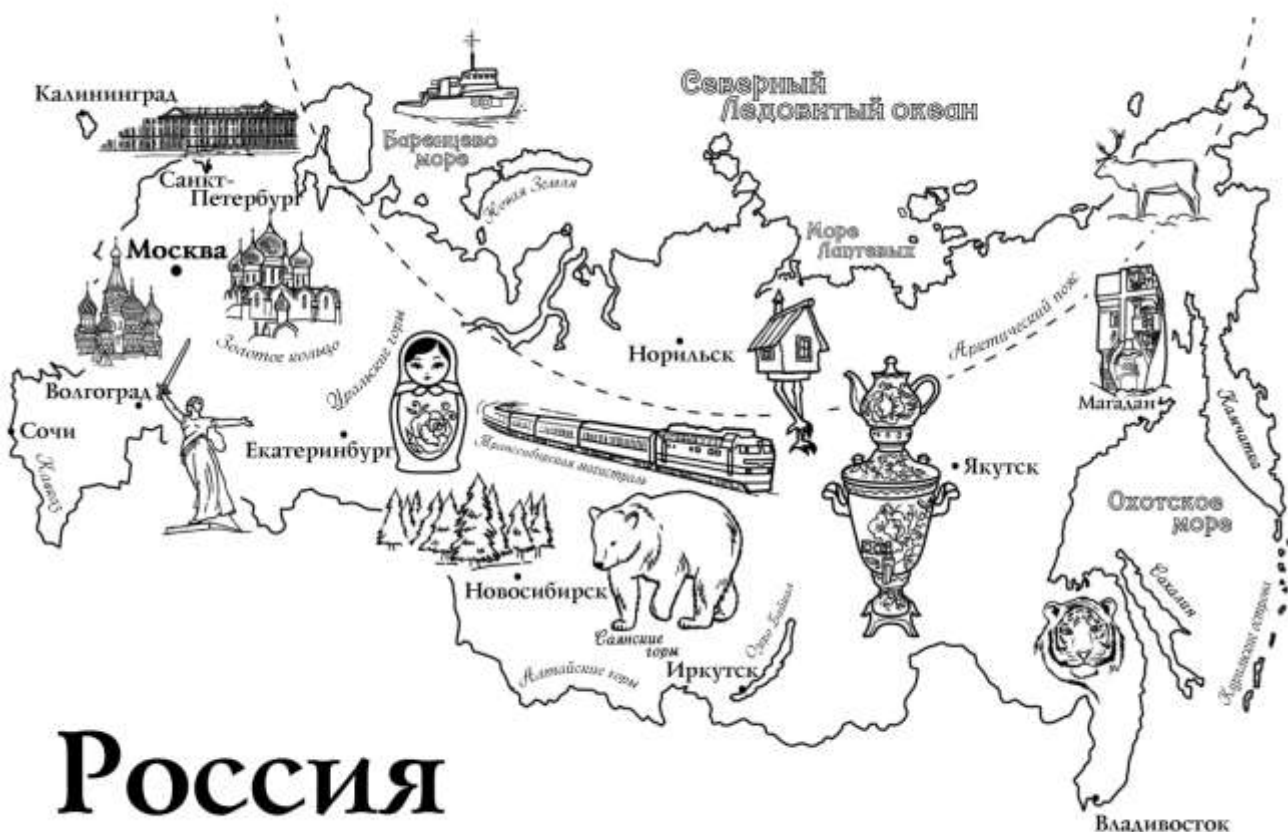 Калининград
Санкт-
Петербург
Баренцево
море
Северный
Ледовитый океан
Новая Земля
Море
Лаптевых
Москва
Золотое кольцо
Уральские горы
Норильск
Арктический пояс
Магадан
Камчатка
Волгоград
Сочи
Кавказ
Екатеринбург
Транссибирская магистраль
Якутск
Охотское
море
Сахалин
Курильские острова
Новосибирск
Саянские
горы
Алтайские горы
Иркутск
Озеро Байкал
Россия
Владивосток